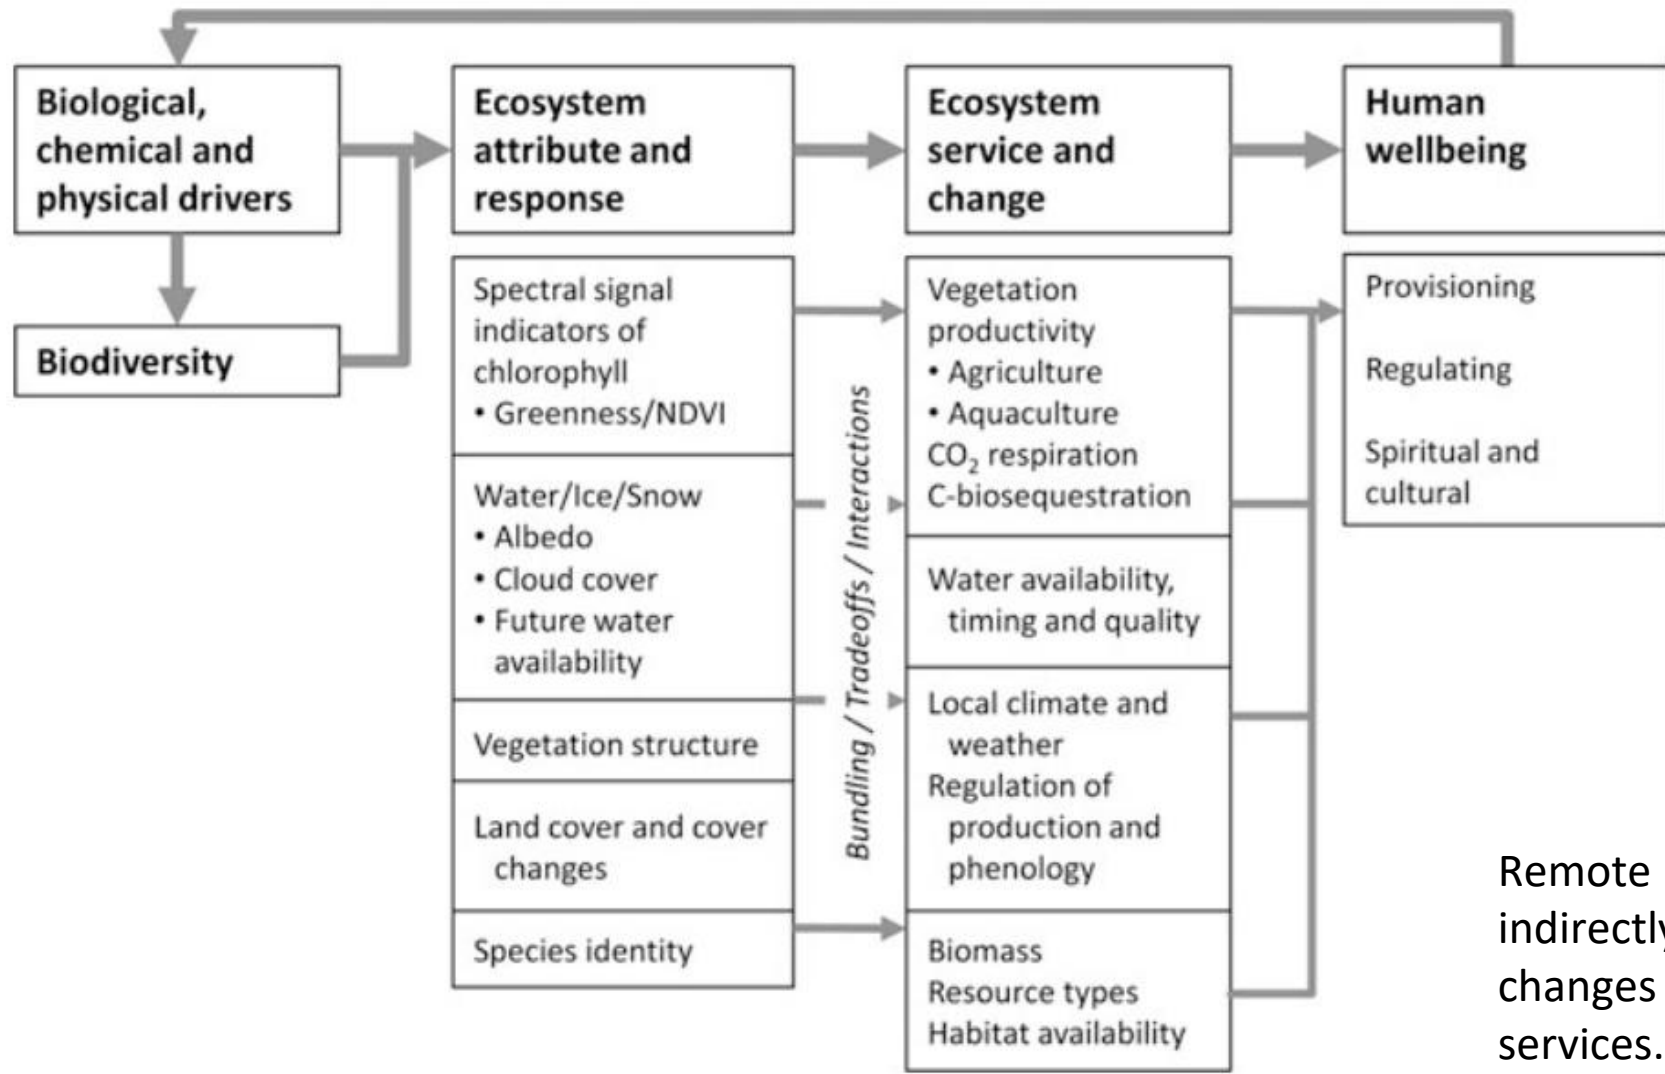 Biological,
chemical and
physical drivers
Biodiversity
Ecosystem
attribute and
response
Spectral signal
indicators of
chlorophyll
• Greenness/NDVI
Water/Ice/Snow
• Albedo
• Cloud cover
• Future water
availability
Vegetation structure
Land cover and cover
changes
Species identity
Bundling / Tradeoffs / Interactions
Ecosystem
service and
change
Vegetation
productivity
• Agriculture
• Aquaculture
CO₂ respiration
C-biosequestration
Water availability,
timing and quality
Local climate and
weather
Regulation of
production and
phenology
Biomass
Resource types
Habitat availability
Human
wellbeing
Provisioning
Regulating
Spiritual and
cultural
Remote
indirectly
changes
services.